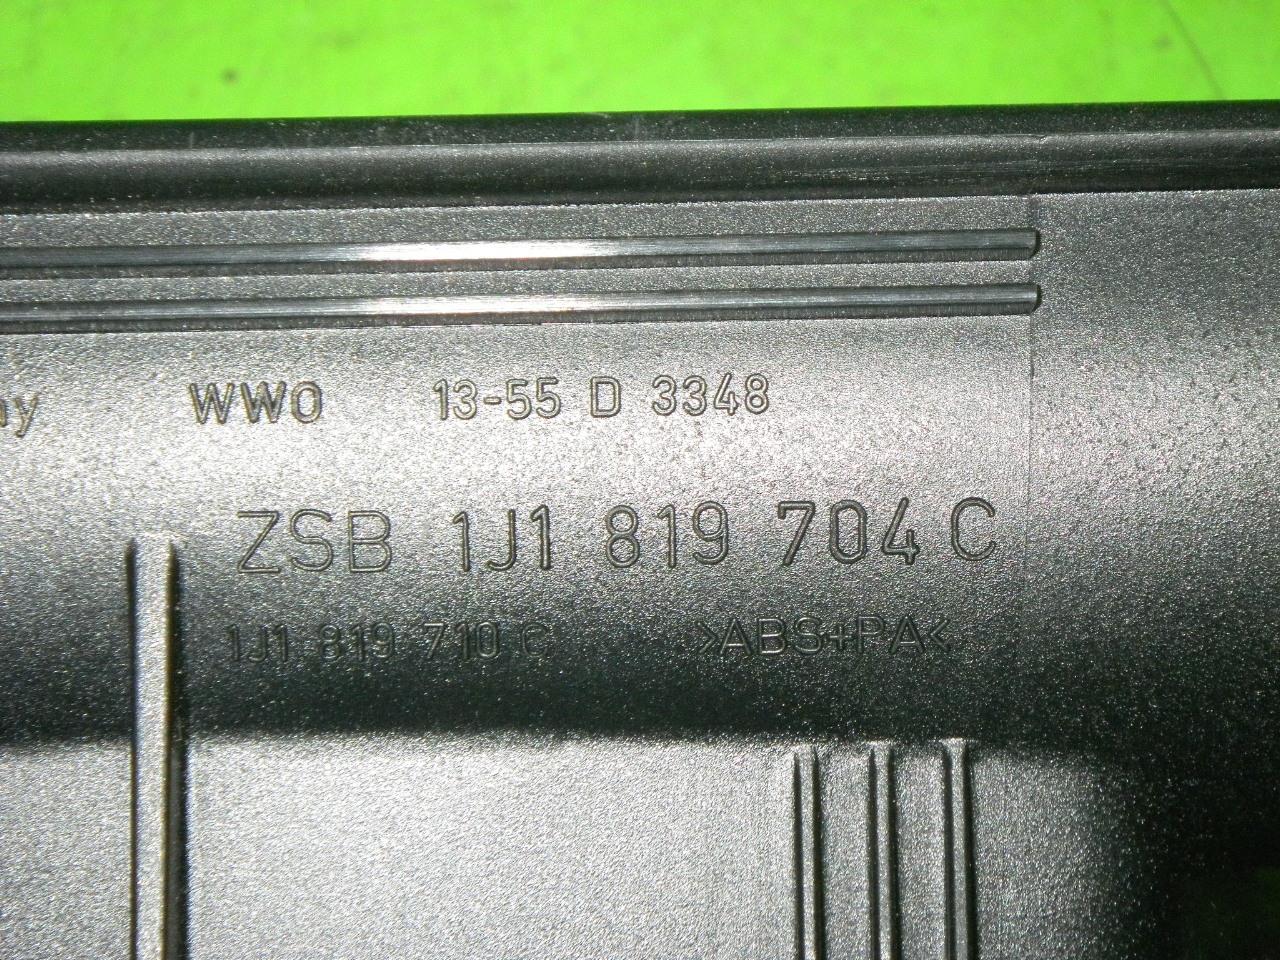 WWO 13-55 D 3348
ZSB 1J1 819 704 C
1J1 819 710 C >ABS+PA<